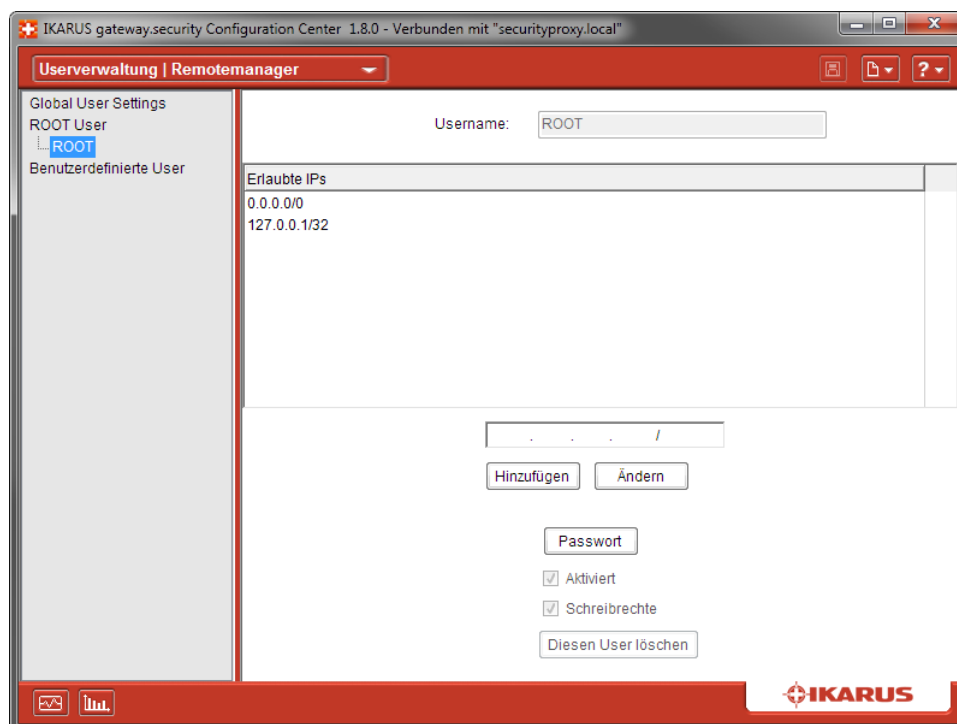 IKARUS gateway.security Configuration Center 1.8.0 - Verbunden mit "securityproxy.local"
Userverwaltung | Remotemanager
?
Global User Settings
ROOT User
ROOT
Benutzerdefinierte User
Username: ROOT
Erlaubte IPs
0.0.0.0/0
127.0.0.1/32
. . . /
Hinzufügen Ändern
Passwort
Aktiviert
Schreibrechte
Diesen User löschen
IKARUS